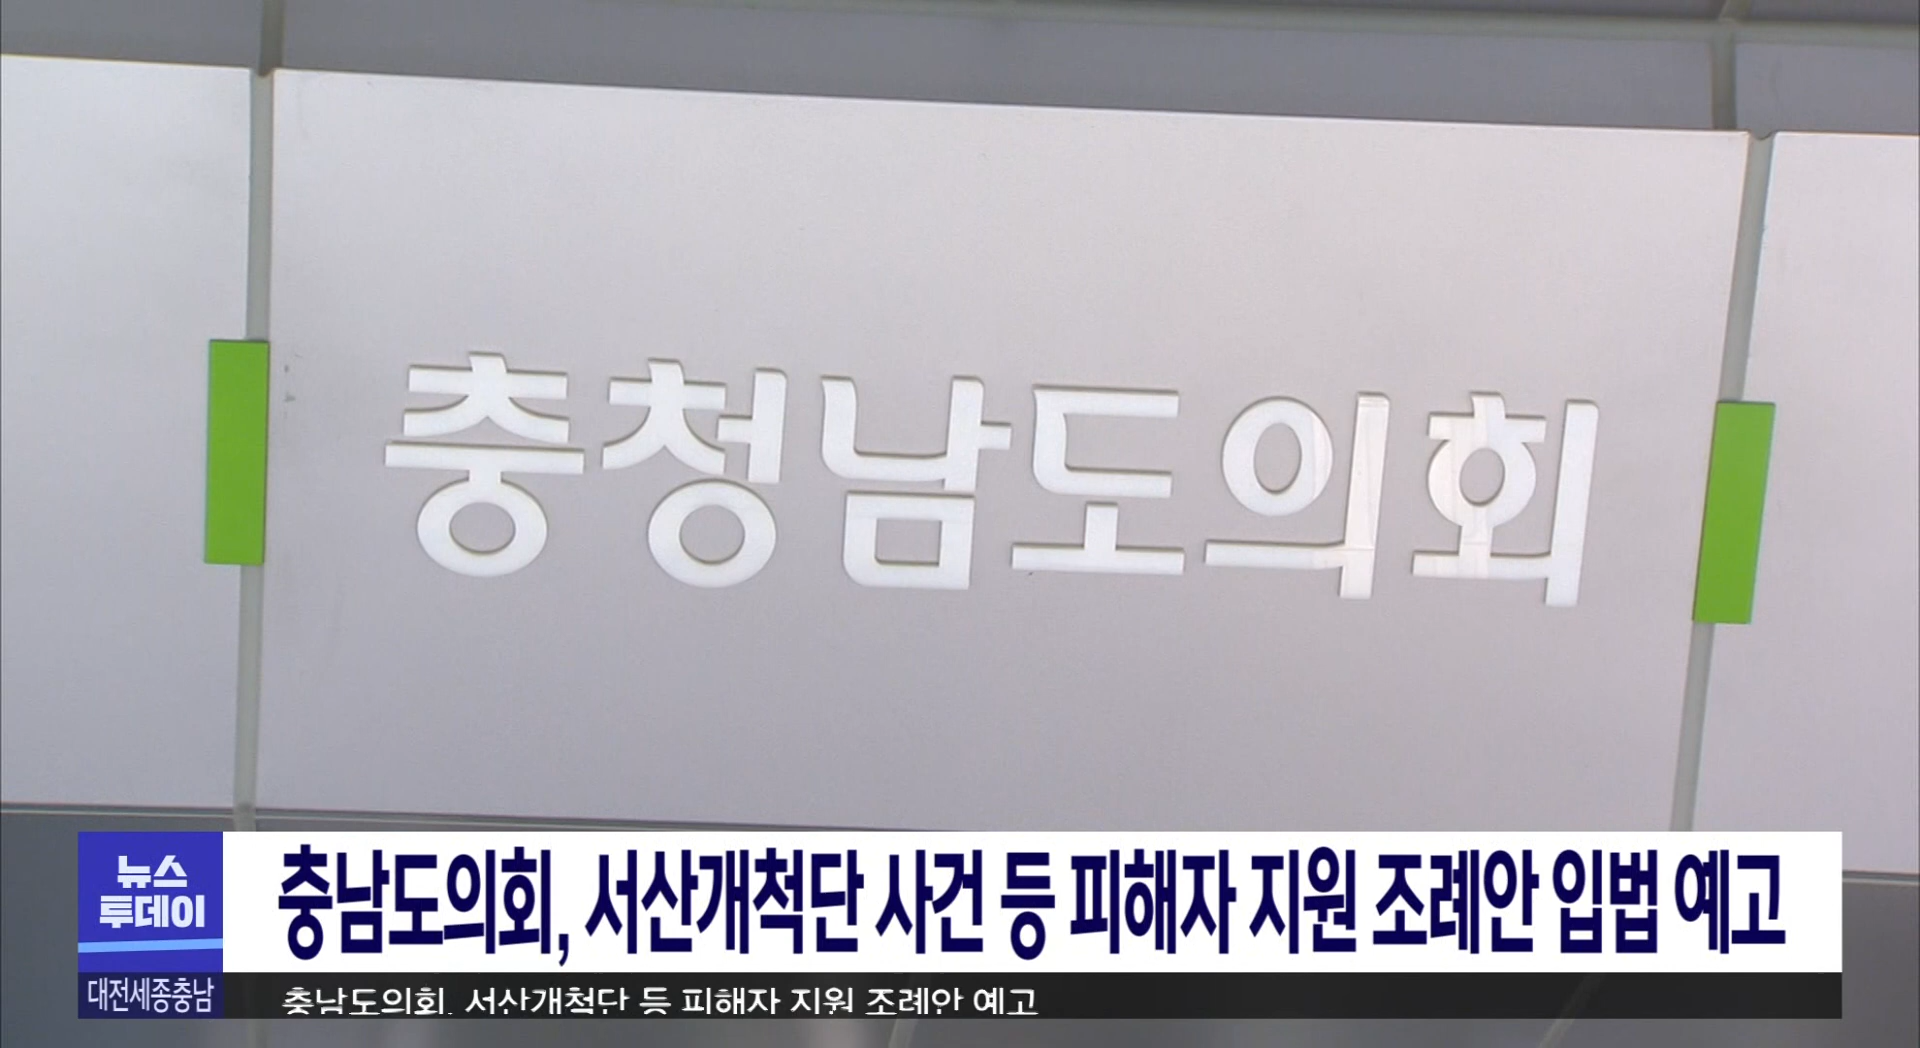 충청남도의회
뉴스
투데이
충남도의회, 서산개척단 사건 등 피해자 지원 조례안 입법 예고
대전세종충남
충남도의회, 서산개척단 등 피해자 지원 조례안 예고